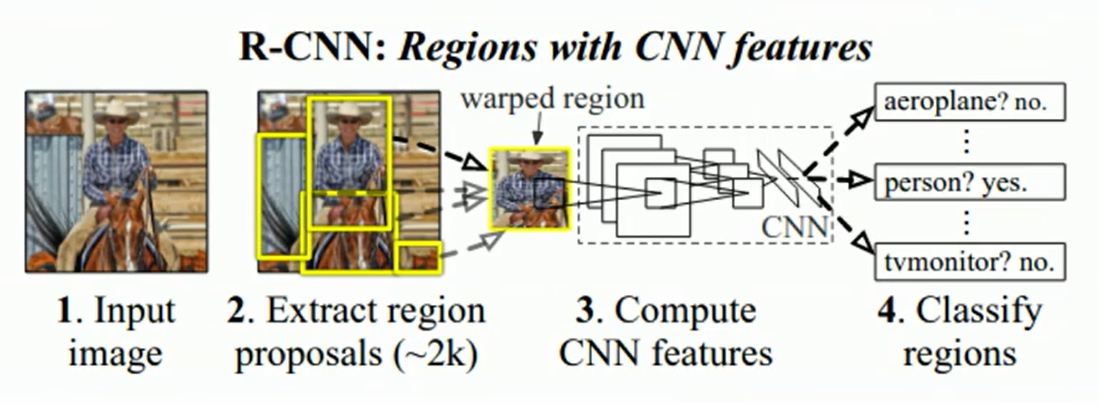 R-CNN: Regions with CNN features
warped region
aeroplane? no.
person? yes.
tvmonitor? no.
CNN
1. Input
image
2. Extract region
proposals (~2k)
3. Compute
CNN features
4. Classify
regions